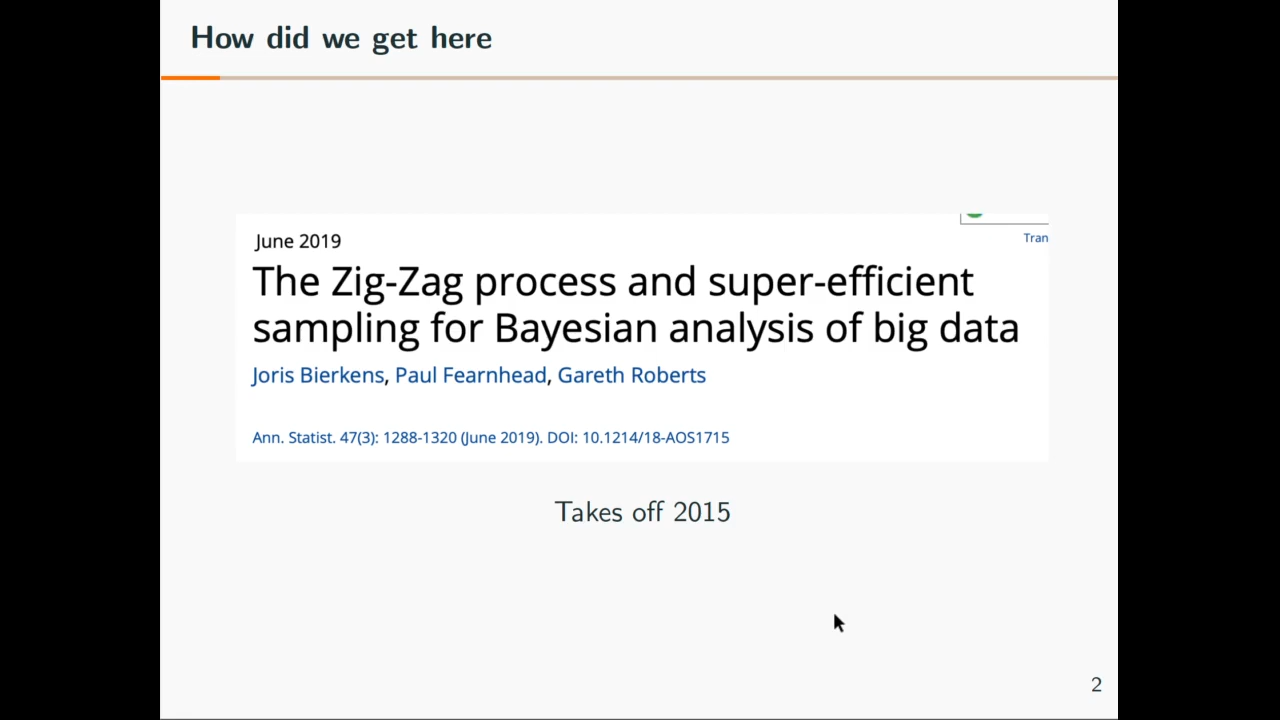 How did we get here
Tran
June 2019
The Zig-Zag process and super-efficient
sampling for Bayesian analysis of big data
Joris Bierkens, Paul Fearnhead, Gareth Roberts
Ann. Statist. 47(3): 1288-1320 (June 2019). DOI: 10.1214/18-AOS1715
Takes off 2015
2